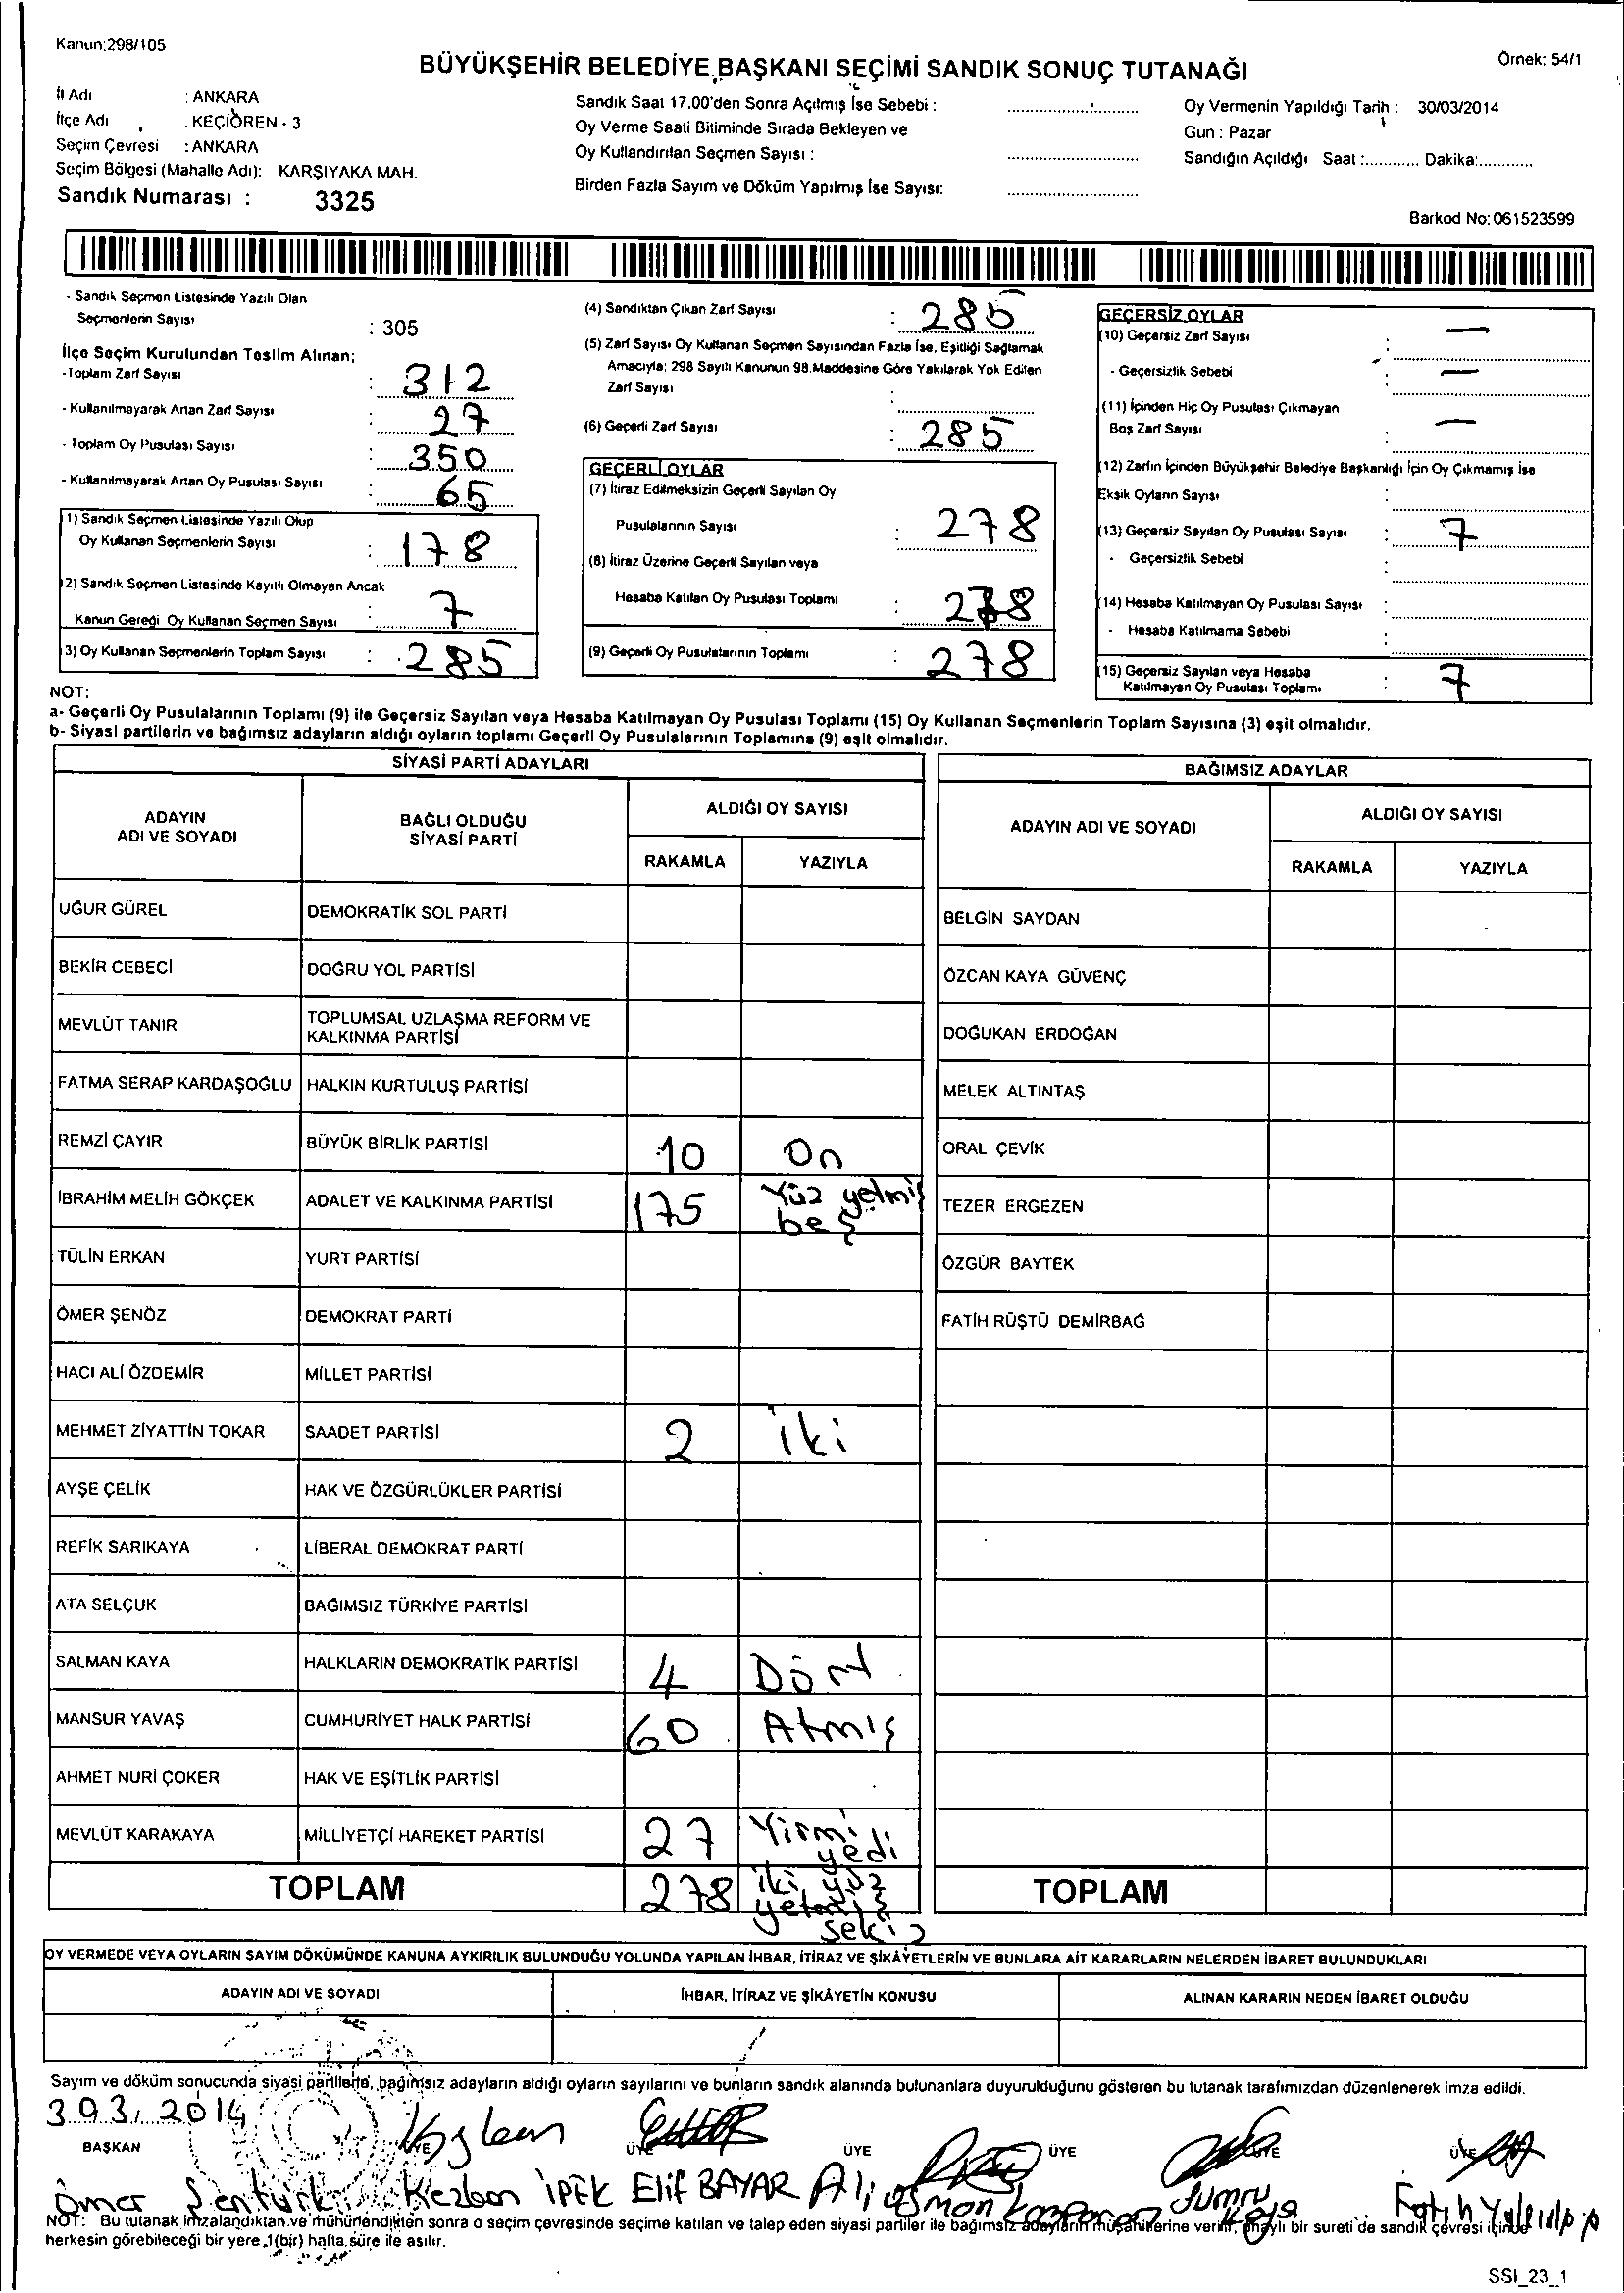 Kanun:298/105
Örnek: 54/1
BÜYÜKŞEHİR BELEDİYE BAŞKANI SEÇİMİ SANDIK SONUÇ TUTANAĞI
İl Adı : ANKARA
İlçe Adı : KEÇİÖREN - 3
Seçim Çevresi : ANKARA
Seçim Bölgesi (Mahalle Adı): KARŞIYAKA MAH.
Sandık Numarası : 3325
Sandık Saat 17.00'den Sonra Açılmış İse Sebebi :
Oy Verme Saati Bitiminde Sırada Bekleyen ve
Oy Kullandırılan Seçmen Sayısı :
Birden Fazla Sayım ve Döküm Yapılmış İse Sayısı:
Oy Vermenin Yapıldığı Tarih : 30/03/2014
Gün : Pazar
Sandığın Açıldığı Saat :............ Dakika:............
Barkod No:061523599
- Sandık Seçmen Listesinde Yazılı Olan
Seçmenlerin Sayısı : 305
İlçe Seçim Kurulundan Teslim Alınan;
-Toplam Zarf Sayısı : 312
- Kullanılmayarak Artan Zarf Sayısı : 27
- Toplam Oy Pusulası Sayısı : 350
- Kullanılmayarak Artan Oy Pusulası Sayısı : 65
1) Sandık Seçmen Listesinde Yazılı Olup
Oy Kullanan Seçmenlerin Sayısı : 178
2) Sandık Seçmen Listesinde Kayıtlı Olmayan Ancak
Kanun Gereği Oy Kullanan Seçmen Sayısı : 7
3) Oy Kullanan Seçmenlerin Toplam Sayısı : 285
(4) Sandıktan Çıkan Zarf Sayısı : 285
(5) Zarf Sayısı Oy Kullanan Seçmen Sayısından Fazla İse, Eşitliği Sağlamak
Amacıyla; 298 Sayılı Kanunun 98.Maddesine Göre Yakılarak Yok Edilen
Zarf Sayısı :
(6) Geçerli Zarf Sayısı : 285
GEÇERLİ OYLAR
(7) İtiraz Edilmeksizin Geçerli Sayılan Oy
Pusulalarının Sayısı : 278
(8) İtiraz Üzerine Geçerli Sayılan veya
Hesaba Katılan Oy Pusulası Toplamı : 278
(9) Geçerli Oy Pusulalarının Toplamı : 278
GEÇERSİZ OYLAR
(10) Geçersiz Zarf Sayısı : —
- Geçersizlik Sebebi —
(11) İçinden Hiç Oy Pusulası Çıkmayan
Boş Zarf Sayısı : —
(12) Zarfın İçinden Büyükşehir Belediye Başkanlığı İçin Oy Çıkmamış İse
Eksik Oyların Sayısı :
(13) Geçersiz Sayılan Oy Pusulası Sayısı : 7
- Geçersizlik Sebebi :
(14) Hesaba Katılmayan Oy Pusulası Sayısı :
- Hesaba Katılmama Sebebi :
(15) Geçersiz Sayılan veya Hesaba
Katılmayan Oy Pusulası Toplamı : 7
NOT:
a- Geçerli Oy Pusulalarının Toplamı (9) ile Geçersiz Sayılan veya Hesaba Katılmayan Oy Pusulası Toplamı (15) Oy Kullanan Seçmenlerin Toplam Sayısına (3) eşit olmalıdır.
b- Siyasi partilerin ve bağımsız adayların aldığı oyların toplamı Geçerli Oy Pusulalarının Toplamına (9) eşit olmalıdır.
SİYASİ PARTİ ADAYLARI
ADAYIN
ADI VE SOYADI
BAĞLI OLDUĞU
SİYASİ PARTİ
ALDIĞI OY SAYISI
RAKAMLA YAZIYLA
UĞUR GÜREL DEMOKRATİK SOL PARTİ
BEKİR CEBECİ DOĞRU YOL PARTİSİ
MEVLÜT TANIR TOPLUMSAL UZLAŞMA REFORM VE
KALKINMA PARTİSİ
FATMA SERAP KARDAŞOĞLU HALKIN KURTULUŞ PARTİSİ
REMZİ ÇAYIR BÜYÜK BİRLİK PARTİSİ 10 On
İBRAHİM MELİH GÖKÇEK ADALET VE KALKINMA PARTİSİ 175 Yüz yetmiş
beş
TÜLİN ERKAN YURT PARTİSİ
ÖMER ŞENÖZ DEMOKRAT PARTİ
HACI ALİ ÖZDEMİR MİLLET PARTİSİ
MEHMET ZİYATTİN TOKAR SAADET PARTİSİ 2 iki
AYŞE ÇELİK HAK VE ÖZGÜRLÜKLER PARTİSİ
REFİK SARIKAYA LİBERAL DEMOKRAT PARTİ
ATA SELÇUK BAĞIMSIZ TÜRKİYE PARTİSİ
SALMAN KAYA HALKLARIN DEMOKRATİK PARTİSİ 4 Dört
MANSUR YAVAŞ CUMHURİYET HALK PARTİSİ 60 Atmış
AHMET NURİ ÇOKER HAK VE EŞİTLİK PARTİSİ
MEVLÜT KARAKAYA MİLLİYETÇİ HAREKET PARTİSİ 27 Yirmi
yedi
TOPLAM 278 iki yüz
yetmiş
sekiz
BAĞIMSIZ ADAYLAR
ADAYIN ADI VE SOYADI
ALDIĞI OY SAYISI
RAKAMLA YAZIYLA
BELGİN SAYDAN
ÖZCAN KAYA GÜVENÇ
DOĞUKAN ERDOĞAN
MELEK ALTINTAŞ
ORAL ÇEVİK
TEZER ERGEZEN
ÖZGÜR BAYTEK
FATİH RÜŞTÜ DEMİRBAĞ
TOPLAM
OY VERMEDE VEYA OYLARIN SAYIM DÖKÜMÜNDE KANUNA AYKIRILIK BULUNDUĞU YOLUNDA YAPILAN İHBAR, İTİRAZ VE ŞİKÂYETLERİN VE BUNLARA AİT KARARLARIN NELERDEN İBARET BULUNDUKLARI
ADAYIN ADI VE SOYADI İHBAR, İTİRAZ VE ŞİKÂYETİN KONUSU ALINAN KARARIN NEDEN İBARET OLDUĞU
Sayım ve döküm sonucunda siyasi partilerle, bağımsız adayların aldığı oyların sayılarını ve bunların sandık alanında bulunanlara duyurulduğunu gösteren bu tutanak tarafımızdan düzenlenerek imza edildi.
3.03.2014
BAŞKAN ÜYE ÜYE ÜYE ÜYE ÜYE ÜYE
Ömer Şentürk Kezban İPEK Elif BAYAR Ali Osman Sumru Kaya Fatih
NOT: Bu tutanak imzalandıktan ve mühürlendikten sonra o seçim çevresinde seçime katılan ve talep eden siyasi partiler ile bağımsız adayların müşahitlerine verilir, onaylı bir sureti de sandık çevresi içinde
herkesin görebileceği bir yere 1(bir) hafta süre ile asılır.
SSI_23_1